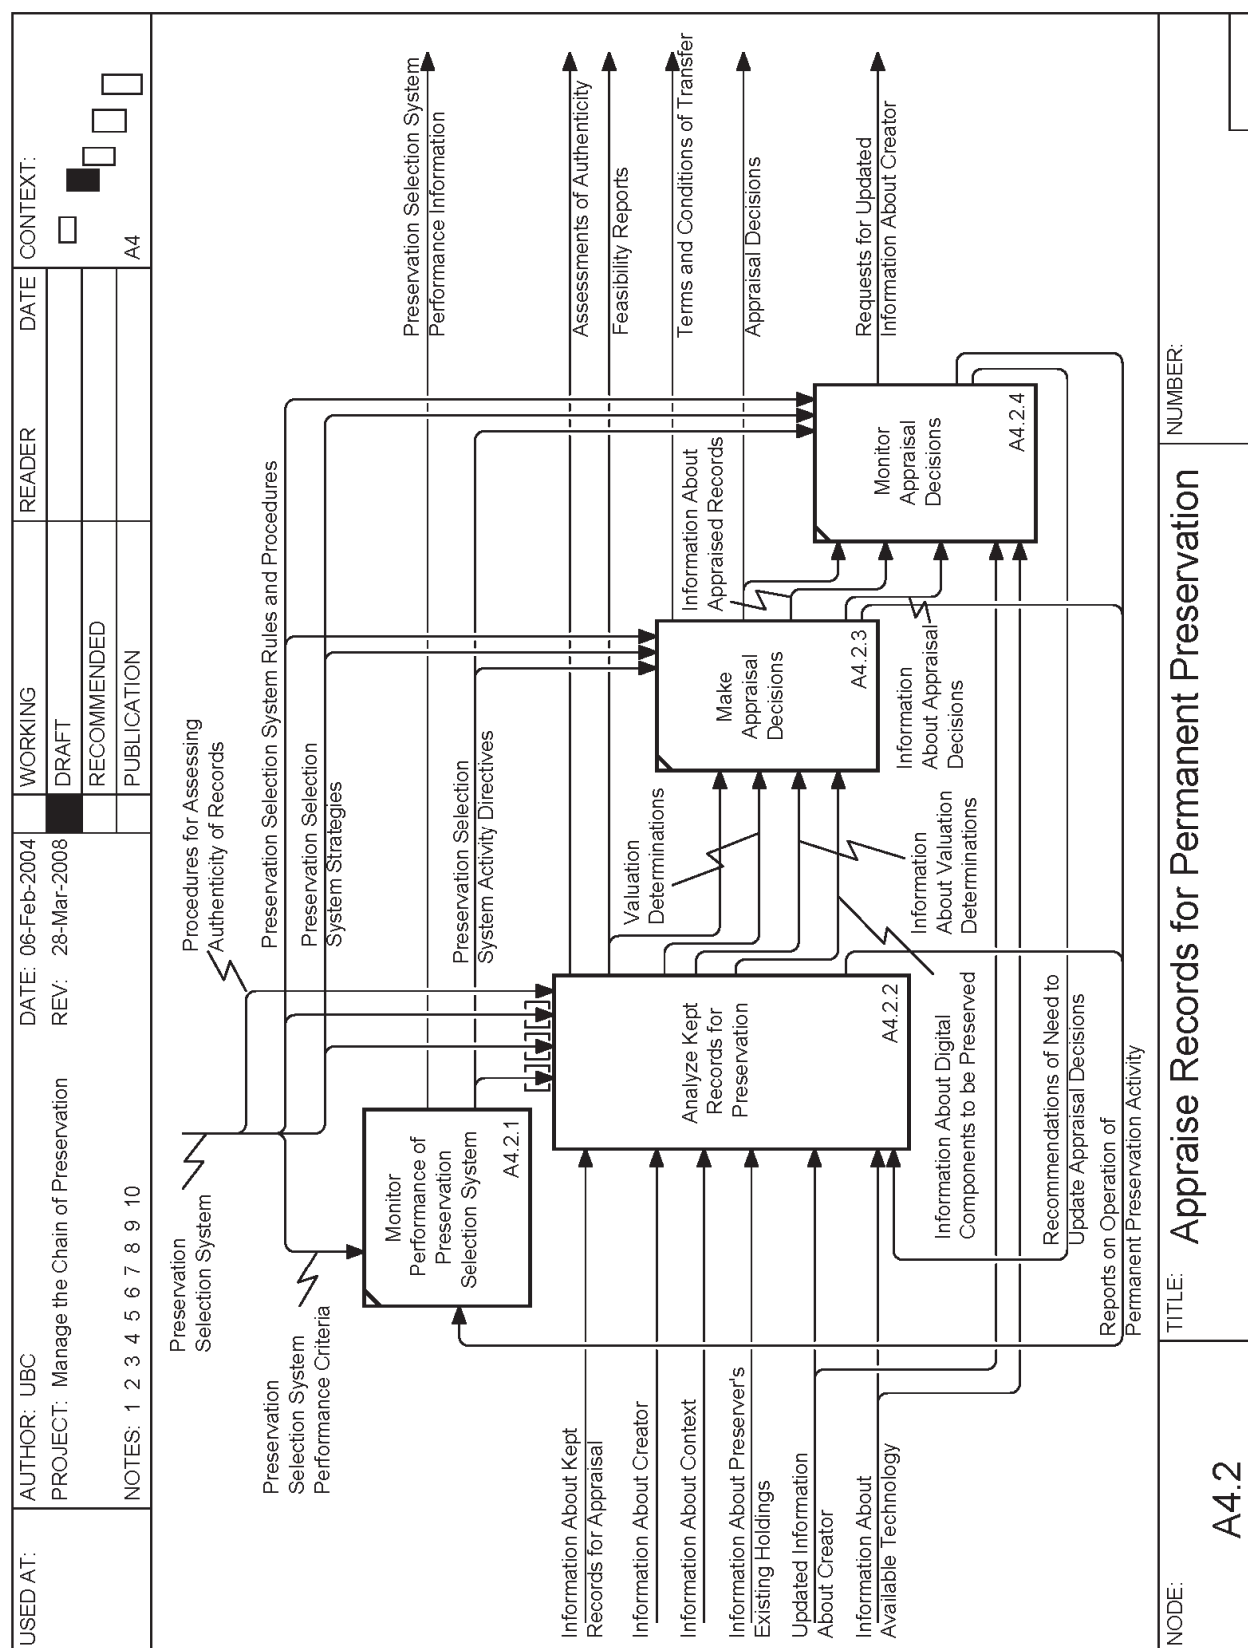 USED AT:
AUTHOR: UBC
PROJECT: Manage the Chain of Preservation
NOTES: 1 2 3 4 5 6 7 8 9 10
DATE: 06-Feb-2004
REV: 28-Mar-2008
WORKING
DRAFT
RECOMMENDED
PUBLICATION
READER
DATE
CONTEXT:
A4
Preservation
Selection System
Procedures for Assessing
Authenticity of Records
Preservation
Selection System
Performance Criteria
Preservation Selection System Rules and Procedures
Preservation Selection
System Strategies
Preservation Selection System
Performance Information
Monitor
Performance of
Preservation
Selection System
A4.2.1
Preservation Selection
System Activity Directives
Information About Kept
Records for Appraisal
Information About Creator
Information About Context
Information About Preserver's
Existing Holdings
Updated Information
About Creator
Information About
Available Technology
Analyze Kept
Records for
Preservation
A4.2.2
Assessments of Authenticity
Feasibility Reports
Terms and Conditions of Transfer
Appraisal Decisions
Requests for Updated
Information About Creator
Valuation
Determinations
Make
Appraisal
Decisions
A4.2.3
Information About
Appraised Records
Monitor
Appraisal
Decisions
A4.2.4
Information
About Appraisal
Decisions
Information
About Valuation
Determinations
Information About Digital
Components to be Preserved
Recommendations of Need to
Update Appraisal Decisions
Reports on Operation of
Permanent Preservation Activity
NODE:
A4.2
TITLE:
Appraise Records for Permanent Preservation
NUMBER: